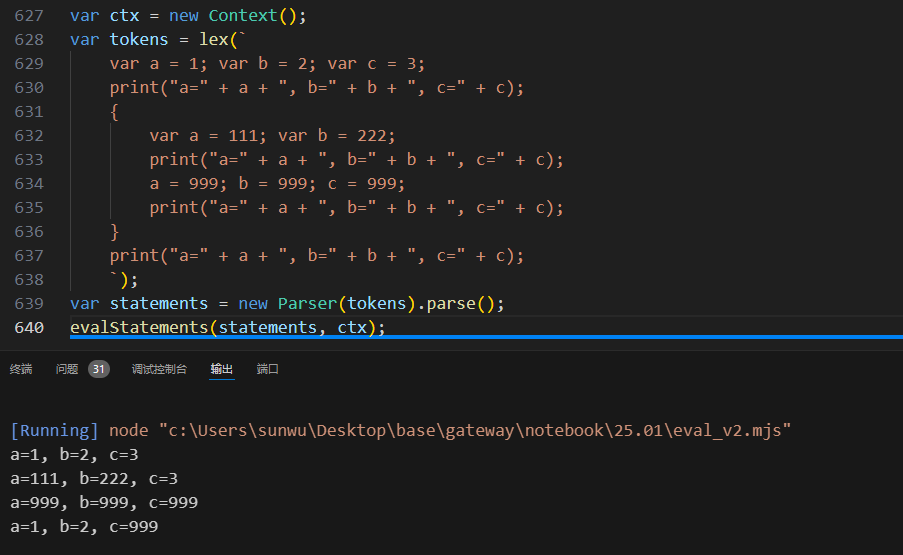 627 var ctx = new Context();
628 var tokens = lex(`
629 var a = 1; var b = 2; var c = 3;
630 print("a=" + a + ", b=" + b + ", c=" + c);
631 {
632 var a = 111; var b = 222;
633 print("a=" + a + ", b=" + b + ", c=" + c);
634 a = 999; b = 999; c = 999;
635 print("a=" + a + ", b=" + b + ", c=" + c);
636 }
637 print("a=" + a + ", b=" + b + ", c=" + c);
638 `);
639 var statements = new Parser(tokens).parse();
640 evalStatements(statements, ctx);
终端 问题 31 调试控制台 输出 端口
[Running] node "c:\Users\sunwu\Desktop\base\gateway\notebook\25.01\eval_v2.mjs"
a=1, b=2, c=3
a=111, b=222, c=3
a=999, b=999, c=999
a=1, b=2, c=999